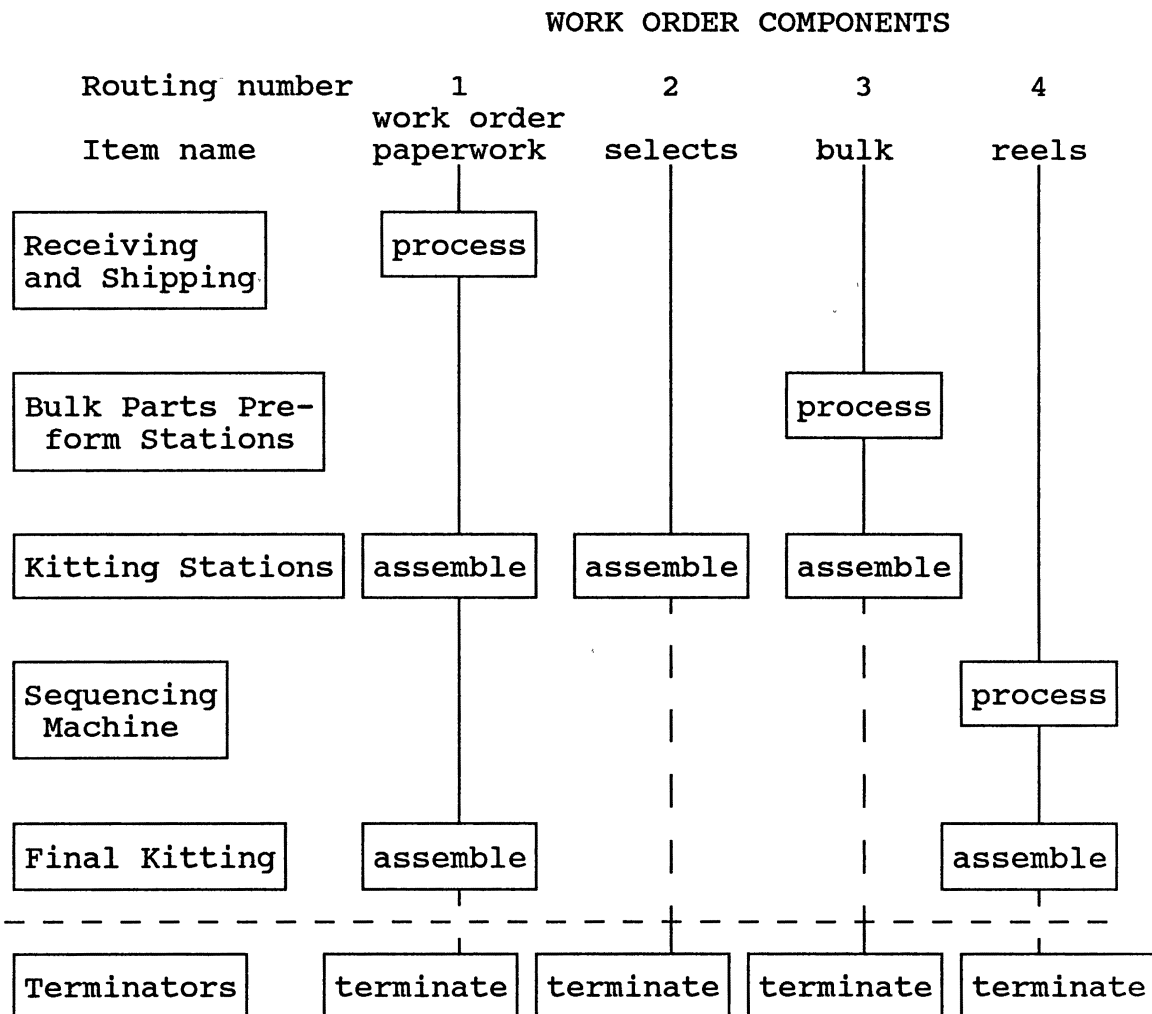 WORK ORDER COMPONENTS
Routing number 1 2 3 4
work order
Item name paperwork selects bulk reels
Receiving process
and Shipping
Bulk Parts Pre- process
form Stations
Kitting Stations assemble assemble assemble
Sequencing process
Machine
Final Kitting assemble assemble
Terminators terminate terminate terminate terminate